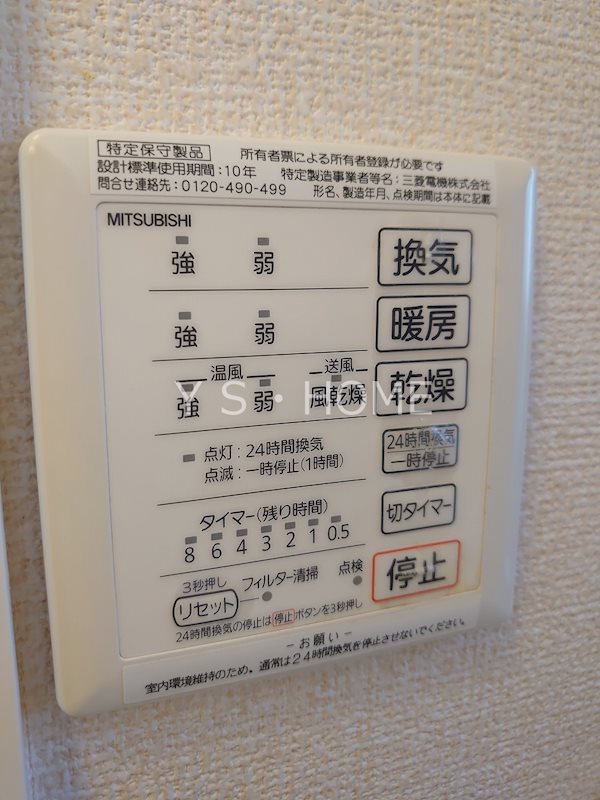 特定保守製品 所有者票による所有者登録が必要です
設計標準使用期間:10年 特定製造事業者等名:三菱電機株式会社
問合せ連絡先:0120-490-499 形名、製造年月、点検期間は本体に記載
MITSUBISHI
強 弱 換気
強 弱 暖房
温風 送風
強 弱 風乾燥 乾燥
YS・HOME
点灯:24時間換気
点滅:一時停止(1時間)
24時間換気
一時停止
タイマー(残り時間)
8 6 4 3 2 1 0.5
切タイマー
3秒押し
リセット フィルター清掃 点検
停止
24時間換気の停止は停止ボタンを3秒押し
−お願い−
室内環境維持のため。通常は24時間換気を停止させないでください。